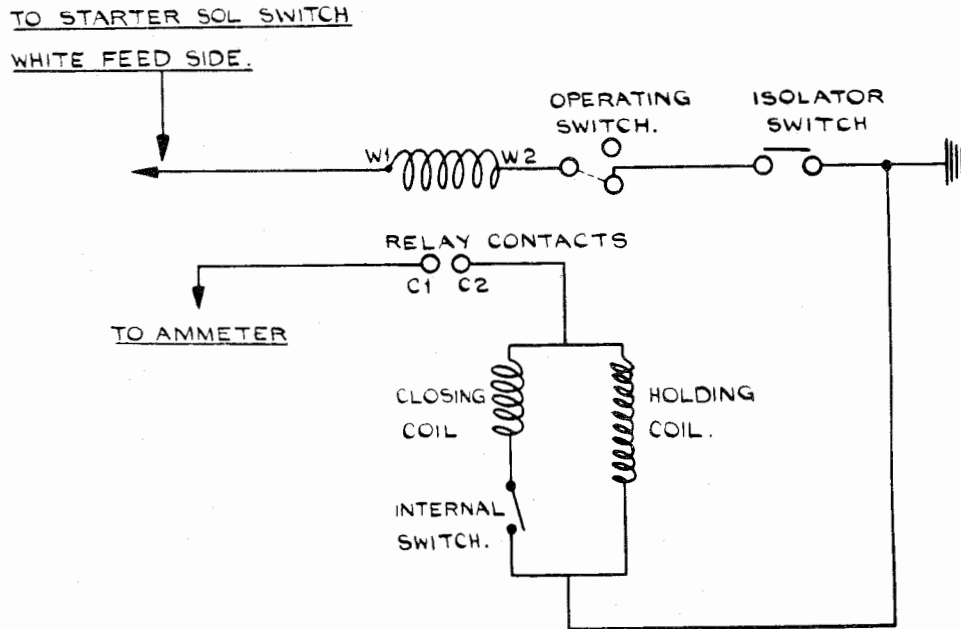 TO STARTER SOL SWITCH
WHITE FEED SIDE.
OPERATING
SWITCH.
ISOLATOR
SWITCH
W1
W2
RELAY CONTACTS
C1 C2
TO AMMETER
CLOSING
COIL
HOLDING
COIL.
INTERNAL
SWITCH.